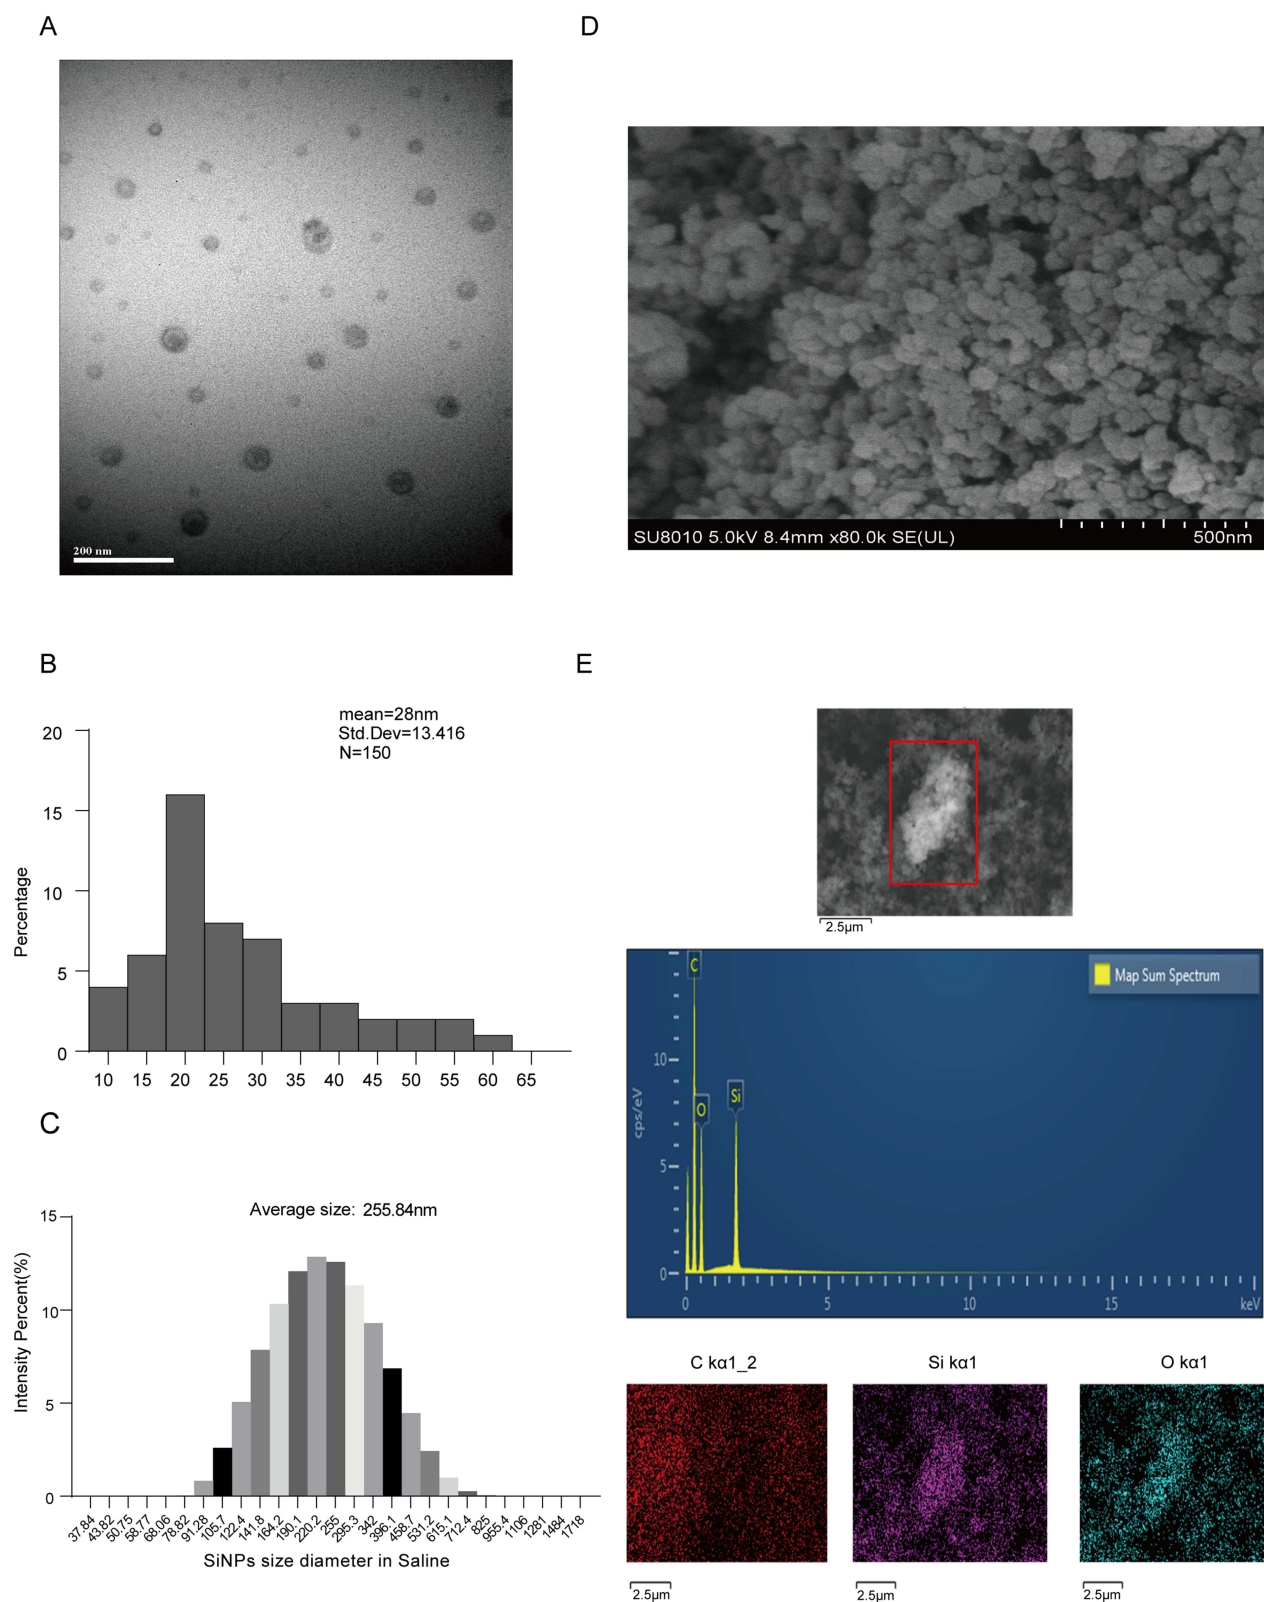 A
200 nm
B
mean=28nm
Std.Dev=13.416
N=150
Percentage
20
15
10
5
0
10 15 20 25 30 35 40 45 50 55 60 65
C
Average size: 255.84nm
Intensity Percent(%)
15
10
5
0
37.84 43.82 50.75 58.77 68.06 78.82 91.28 105.7 122.4 141.8 164.2 190.1 220.2 255 295.3 342 396.1 458.7 531.2 615.1 712.4 825 955.4 1106 1281 1484 1718
SiNPs size diameter in Saline
D
SU8010 5.0kV 8.4mm x80.0k SE(UL)
500nm
E
2.5μm
Map Sum Spectrum
C
O
Si
cps/eV
10
5
0
0 5 10 15 keV
C kα1_2
Si kα1
O kα1
2.5μm
2.5μm
2.5μm